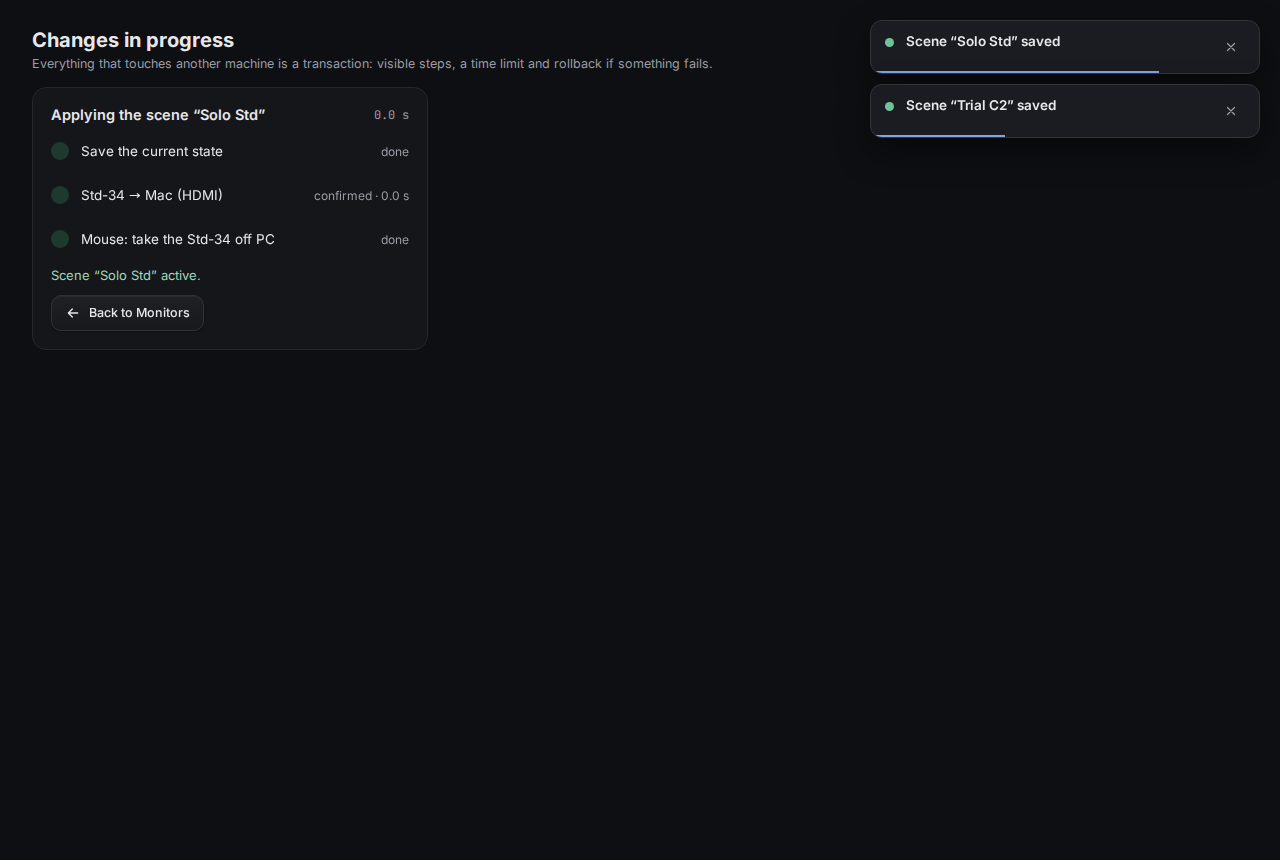 Changes in progress
Everything that touches another machine is a transaction: visible steps, a time limit and rollback if something fails.
Applying the scene “Solo Std” 0.0 s
Save the current state done
Std-34 → Mac (HDMI) confirmed · 0.0 s
Mouse: take the Std-34 off PC done
Scene “Solo Std” active.
← Back to Monitors
Scene “Solo Std” saved
Scene “Trial C2” saved